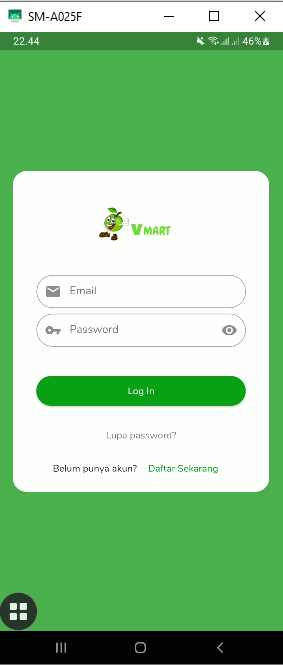 SM-A025F
22.44
46%
VMART
Email
Password
Log In
Lupa password?
Belum punya akun? Daftar Sekarang